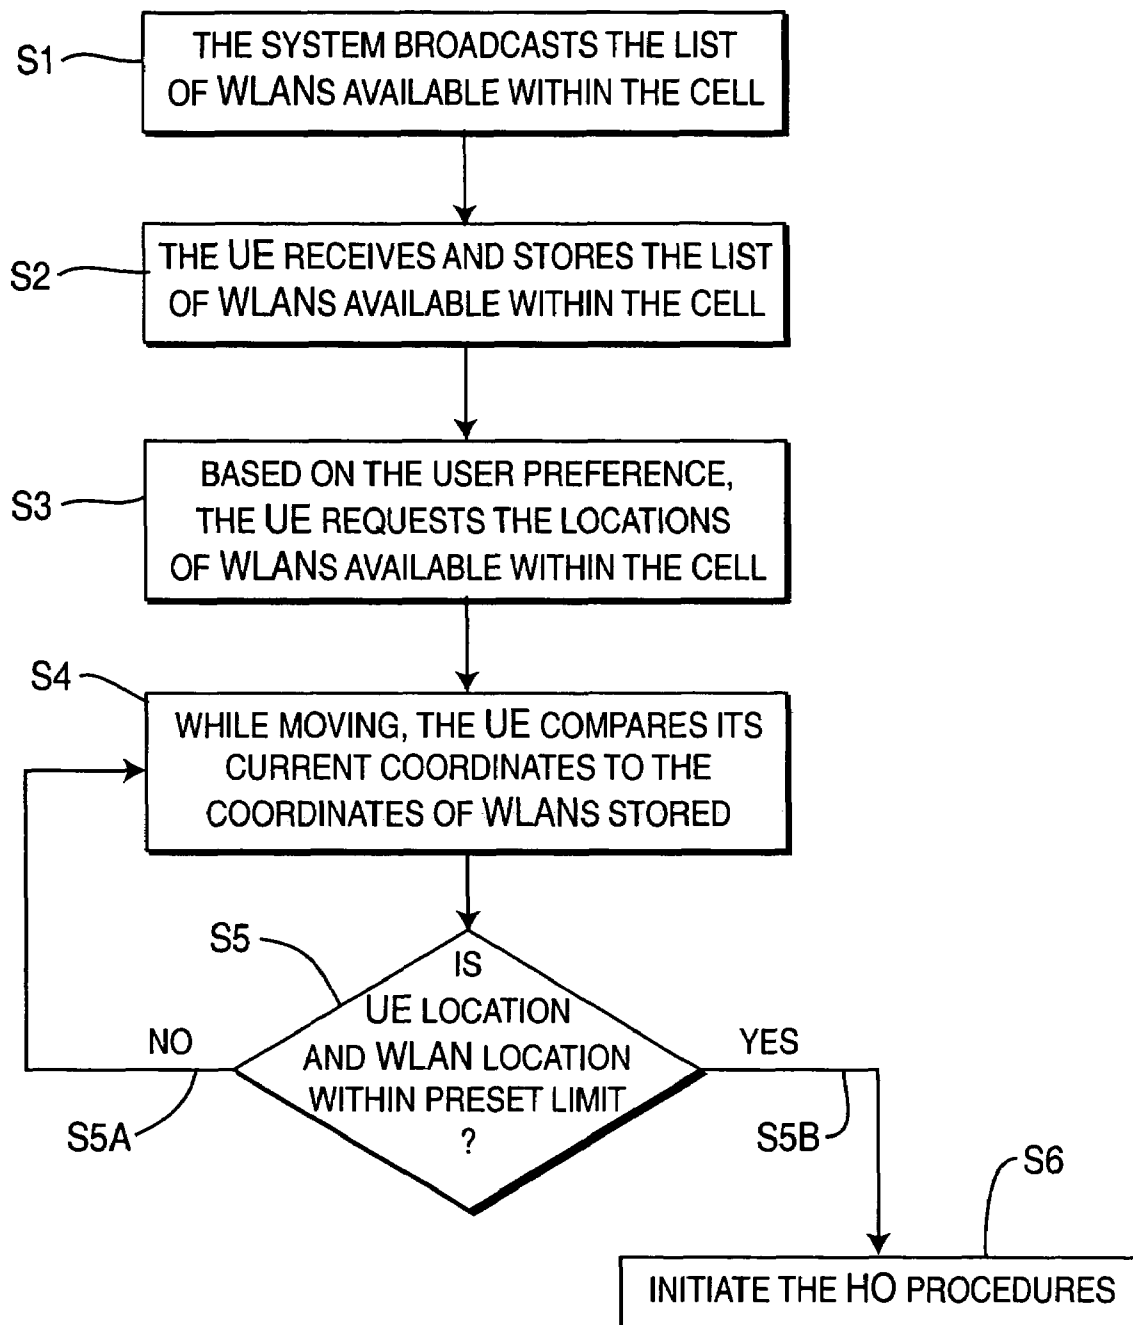 S1
THE SYSTEM BROADCASTS THE LIST
OF WLANS AVAILABLE WITHIN THE CELL
S2
THE UE RECEIVES AND STORES THE LIST
OF WLANS AVAILABLE WITHIN THE CELL
S3
BASED ON THE USER PREFERENCE,
THE UE REQUESTS THE LOCATIONS
OF WLANS AVAILABLE WITHIN THE CELL
S4
WHILE MOVING, THE UE COMPARES ITS
CURRENT COORDINATES TO THE
COORDINATES OF WLANS STORED
S5
IS
UE LOCATION
AND WLAN LOCATION
WITHIN PRESET LIMIT
?
NO
S5A
YES
S5B
S6
INITIATE THE HO PROCEDURES